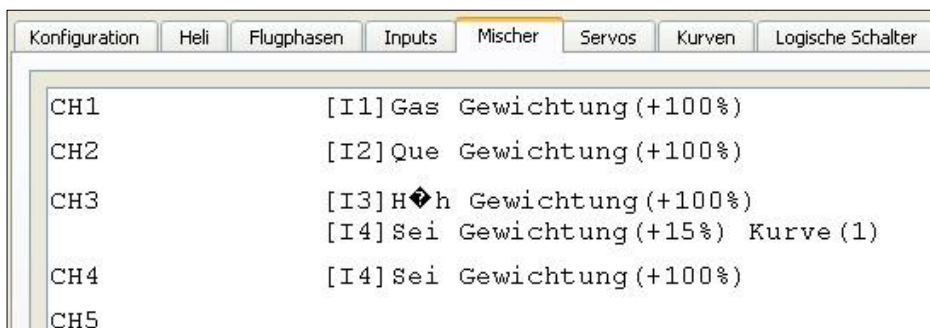 Konfiguration Heli Flugphasen Inputs Mischer Servos Kurven Logische Schalter
CH1 [I1]Gas Gewichtung(+100%)
CH2 [I2]Que Gewichtung(+100%)
CH3 [I3]H�h Gewichtung(+100%)
[I4]Sei Gewichtung(+15%) Kurve(1)
CH4 [I4]Sei Gewichtung(+100%)
CH5